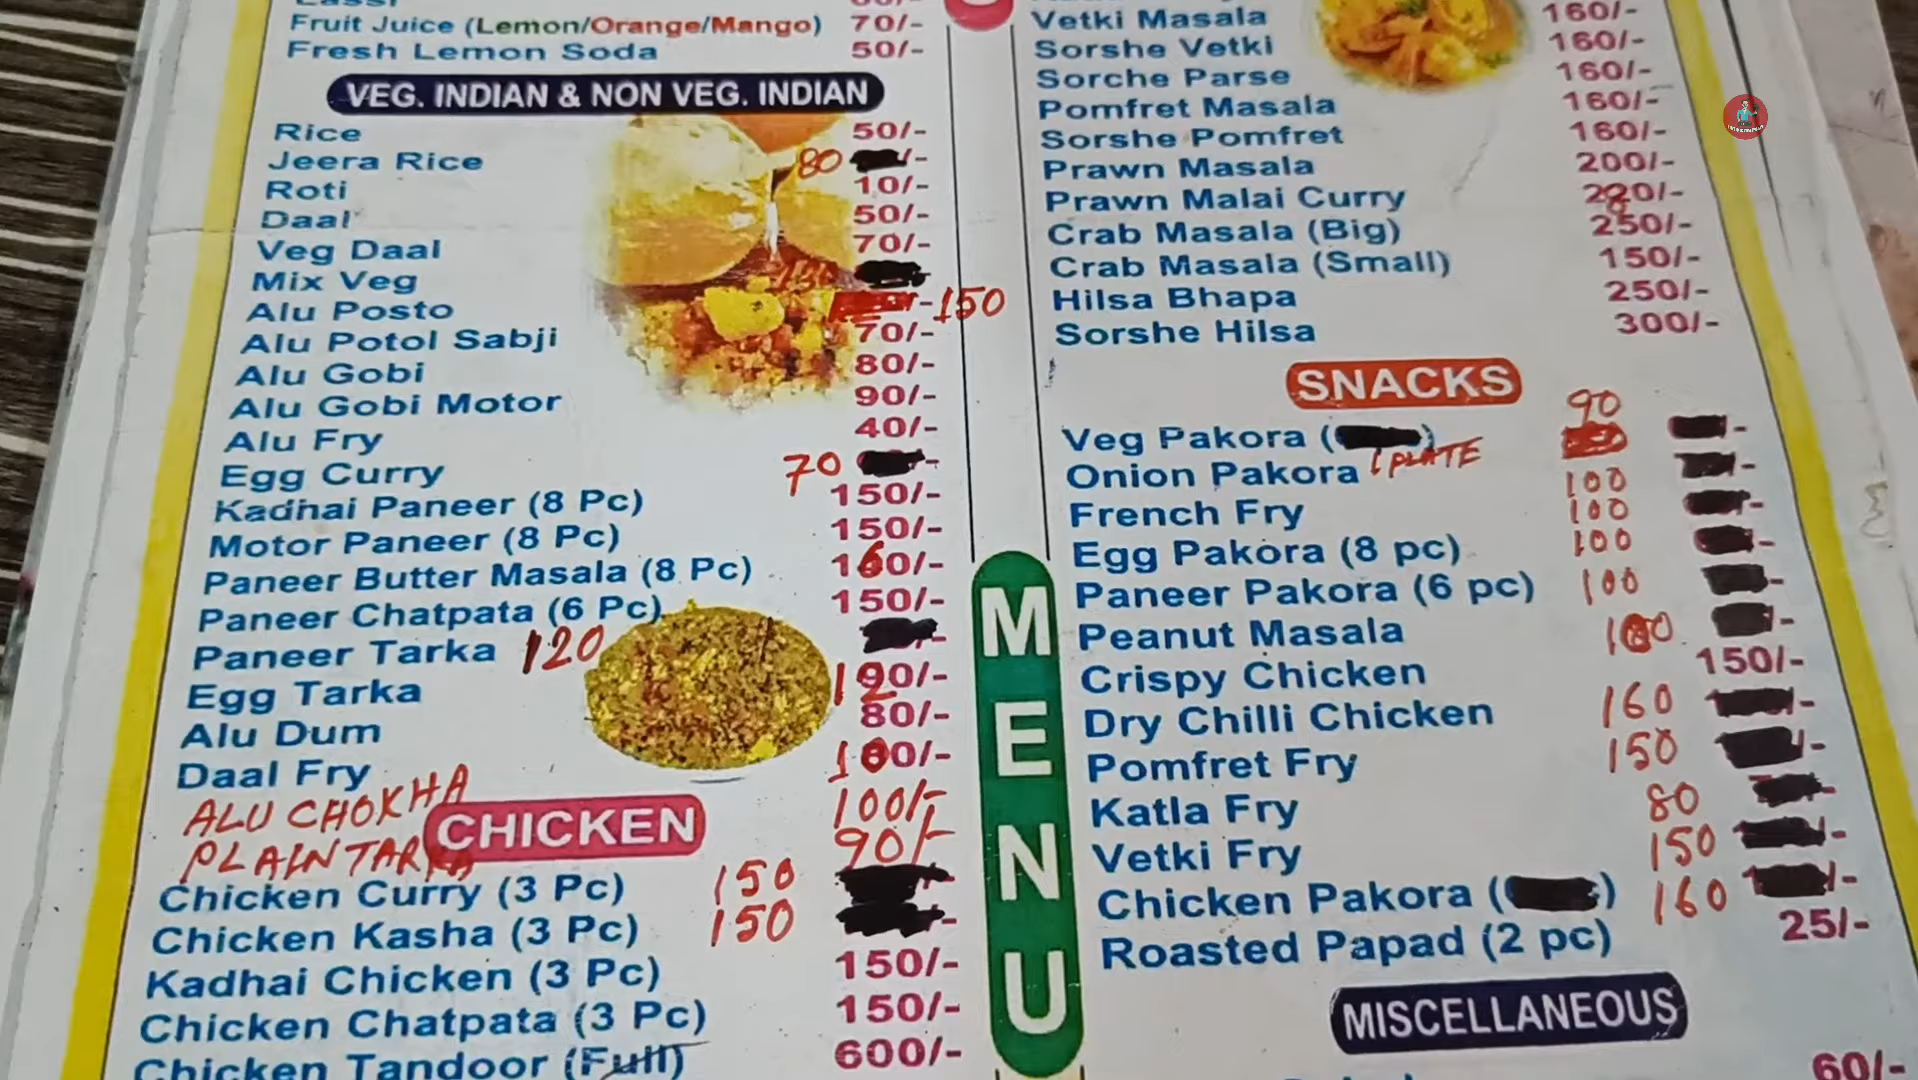 Fruit Juice (Lemon/Orange/Mango) 70/-
Fresh Lemon Soda 50/-
VEG. INDIAN & NON VEG. INDIAN
Rice 50/-
Jeera Rice 80 /-
Roti 10/-
Daal 50/-
Veg Daal 70/-
Mix Veg 130
Alu Posto -150
Alu Potol Sabji 70/-
Alu Gobi 80/-
Alu Gobi Motor 90/-
Alu Fry 40/-
Egg Curry 70
Kadhai Paneer (8 Pc) 150/-
Motor Paneer (8 Pc) 150/-
Paneer Butter Masala (8 Pc) 160/-
Paneer Chatpata (6 Pc) 150/-
Paneer Tarka 120
Egg Tarka 120/-
Alu Dum 80/-
Daal Fry 100/-
ALU CHOKHA 100/-
PLAIN TARKA 90/-
CHICKEN
Chicken Curry (3 Pc) 150
Chicken Kasha (3 Pc) 150
Kadhai Chicken (3 Pc) 150/-
Chicken Chatpata (3 Pc) 150/-
Chicken Tandoor (Full) 600/-
MENU
Vetki Masala 160/-
Sorshe Vetki 160/-
Sorche Parse 160/-
Pomfret Masala 160/-
Sorshe Pomfret 160/-
Prawn Masala 200/-
Prawn Malai Curry /-
Crab Masala (Big) 250/-
Crab Masala (Small) 150/-
Hilsa Bhapa 250/-
Sorshe Hilsa 300/-
SNACKS
Veg Pakora ( ) 90
Onion Pakora 1 PLATE 100
French Fry 100
Egg Pakora (8 pc) 100
Paneer Pakora (6 pc) 100
Peanut Masala 100
Crispy Chicken 150/-
Dry Chilli Chicken 160
Pomfret Fry 150
Katla Fry 80
Vetki Fry 150
Chicken Pakora ( ) 160
Roasted Papad (2 pc) 25/-
MISCELLANEOUS
60/-